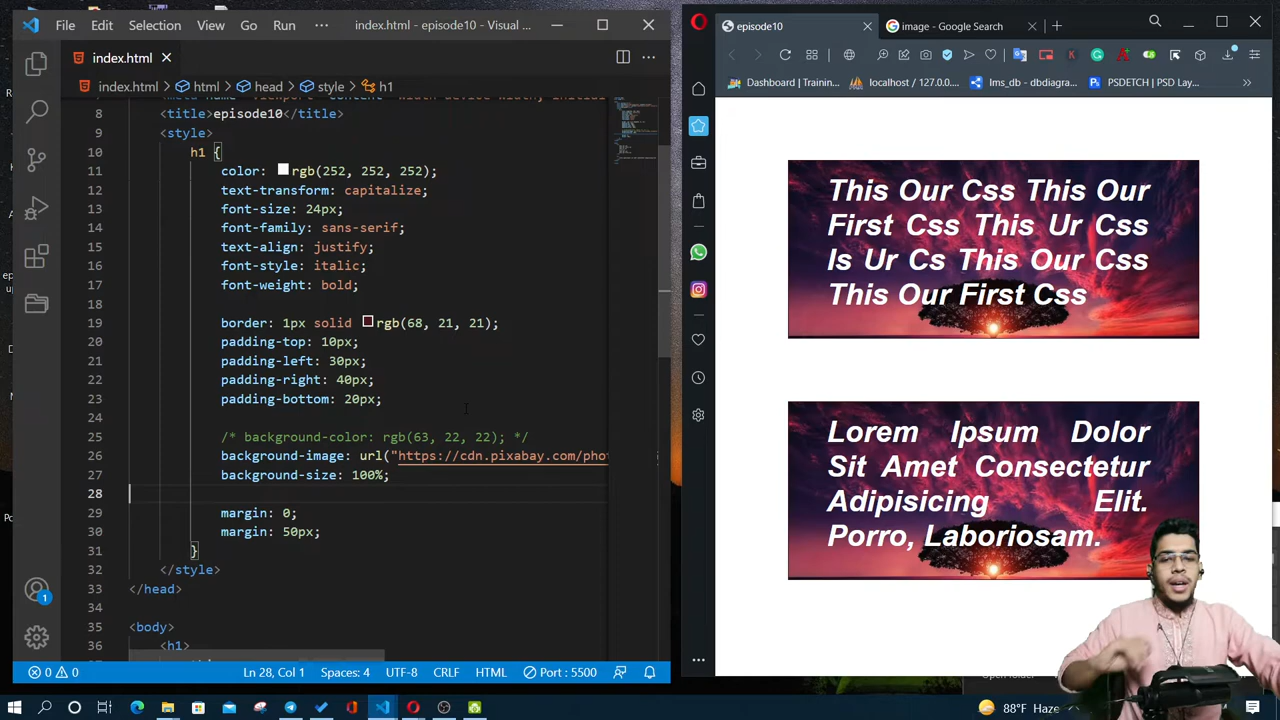 File Edit Selection View Go Run ··· index.html - episode10 - Visual ...
index.html
index.html > html > head > style > h1
8 <title>episode10</title>
9 <style>
10 h1 {
11 color: rgb(252, 252, 252);
12 text-transform: capitalize;
13 font-size: 24px;
14 font-family: sans-serif;
15 text-align: justify;
16 font-style: italic;
17 font-weight: bold;
18
19 border: 1px solid rgb(68, 21, 21);
20 padding-top: 10px;
21 padding-left: 30px;
22 padding-right: 40px;
23 padding-bottom: 20px;
24
25 /* background-color: rgb(63, 22, 22); */
26 background-image: url("https://cdn.pixabay.com/pho
27 background-size: 100%;
28
29 margin: 0;
30 margin: 50px;
31 }
32 </style>
33 </head>
34
35 <body>
36 <h1>
0 0 Ln 28, Col 1 Spaces: 4 UTF-8 CRLF HTML Port : 5500
1
episode10
image - Google Search
Dashboard | Trainin...
localhost / 127.0.0...
lms_db - dbdiagra...
PSDETCH | PSD Lay...
This Our Css This Our
First Css This Ur Css
Is Ur Cs This Our Css
This Our First Css
Lorem Ipsum Dolor
Sit Amet Consectetur
Adipisicing Elit.
Porro, Laboriosam.
88°F Haze